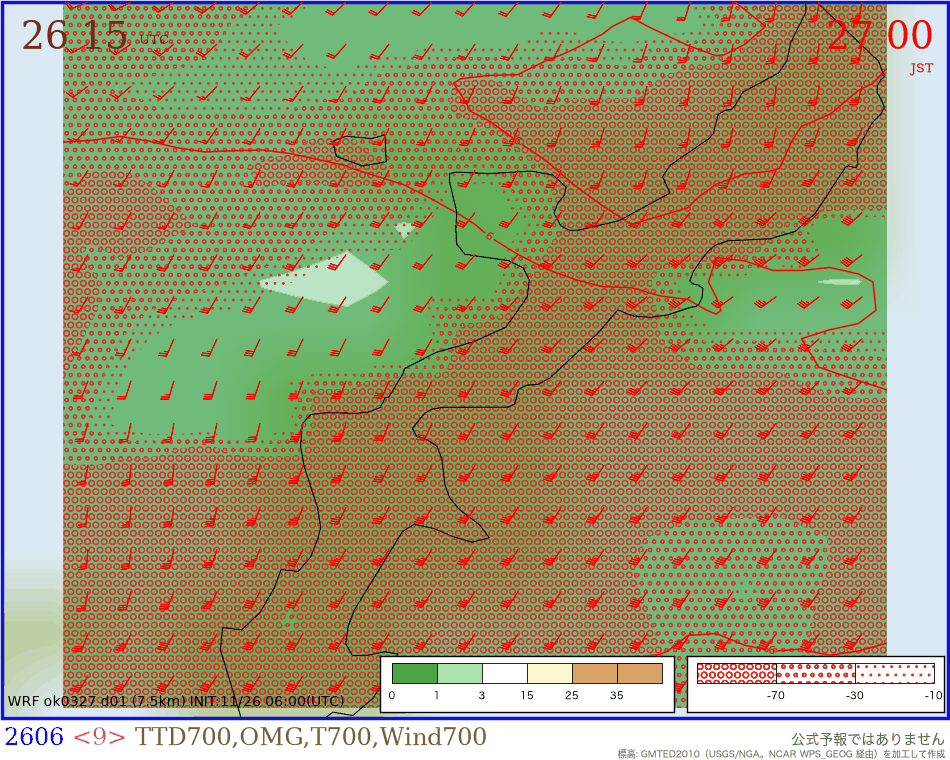 26 15 UTC
27 00
JST
6
6
0 1 3 15 25 35
-70 -30 -10
WRF ok0327 d01 (7.5km) INIT:11/26 06:00(UTC)
2606 <9> TTD700,OMG,T700,Wind700
公式予報ではありません
標高: GMTED2010（USGS/NGA。NCAR WPS_GEOG 経由）を加工して作成